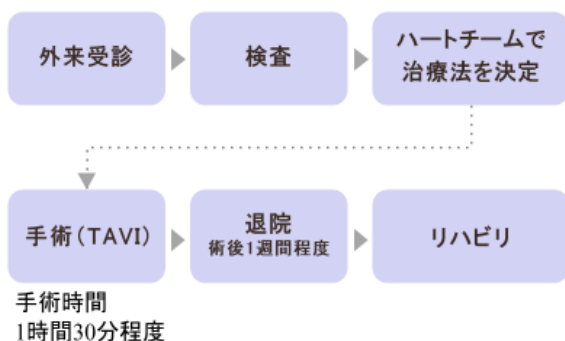 外来受診
検査
ハートチームで
治療法を決定
手術（TAVI）
退院
術後1週間程度
リハビリ
手術時間
1時間30分程度